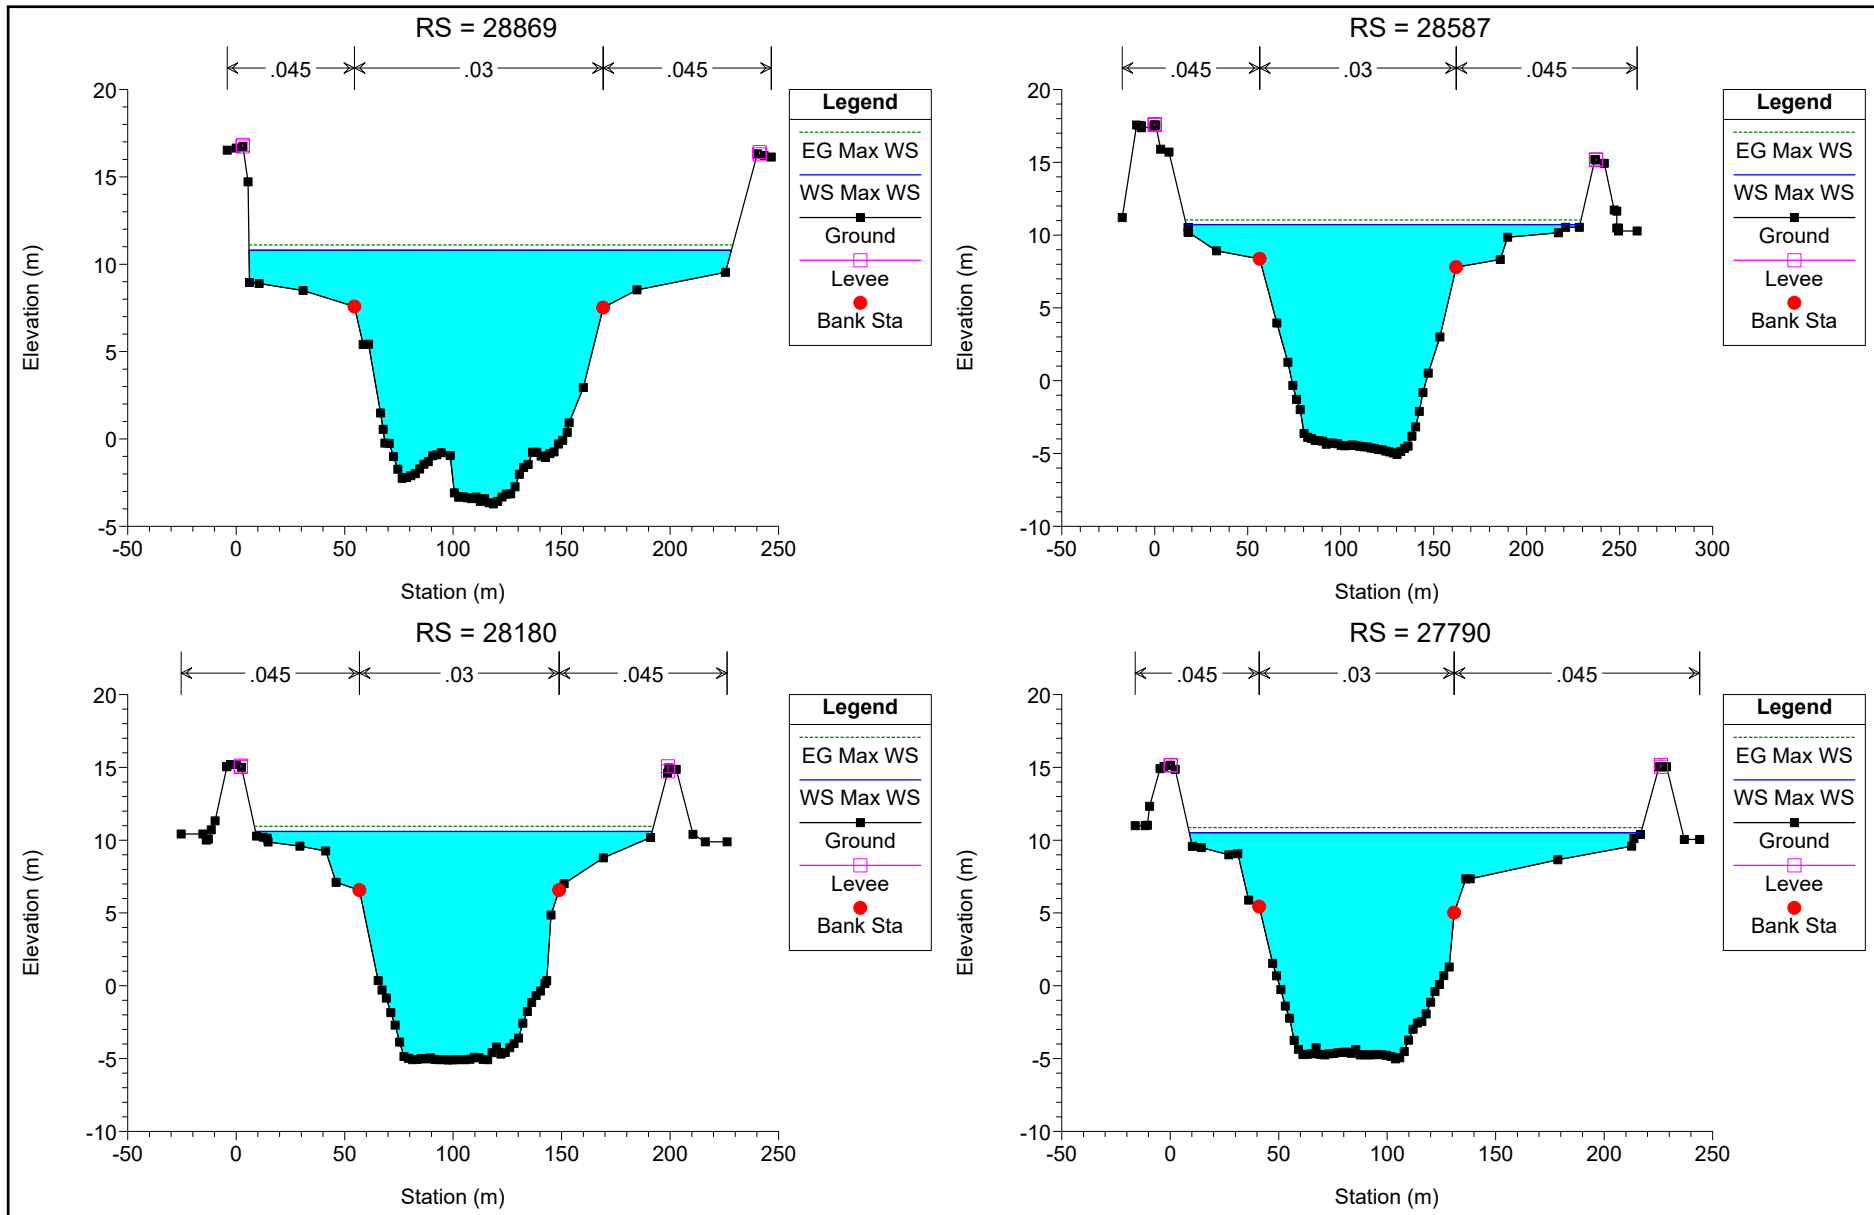 RS = 28869
.045 .03 .045
20
15
10
5
0
-5
-50 0 50 100 150 200 250
Elevation (m)
Station (m)
Legend
EG Max WS
WS Max WS
Ground
Levee
Bank Sta
RS = 28587
.045 .03 .045
20
15
10
5
0
-5
-10
-50 0 50 100 150 200 250 300
Elevation (m)
Station (m)
Legend
EG Max WS
WS Max WS
Ground
Levee
Bank Sta
RS = 28180
.045 .03 .045
20
15
10
5
0
-5
-10
-50 0 50 100 150 200 250
Elevation (m)
Station (m)
Legend
EG Max WS
WS Max WS
Ground
Levee
Bank Sta
RS = 27790
.045 .03 .045
20
15
10
5
0
-5
-10
-50 0 50 100 150 200 250
Elevation (m)
Station (m)
Legend
EG Max WS
WS Max WS
Ground
Levee
Bank Sta